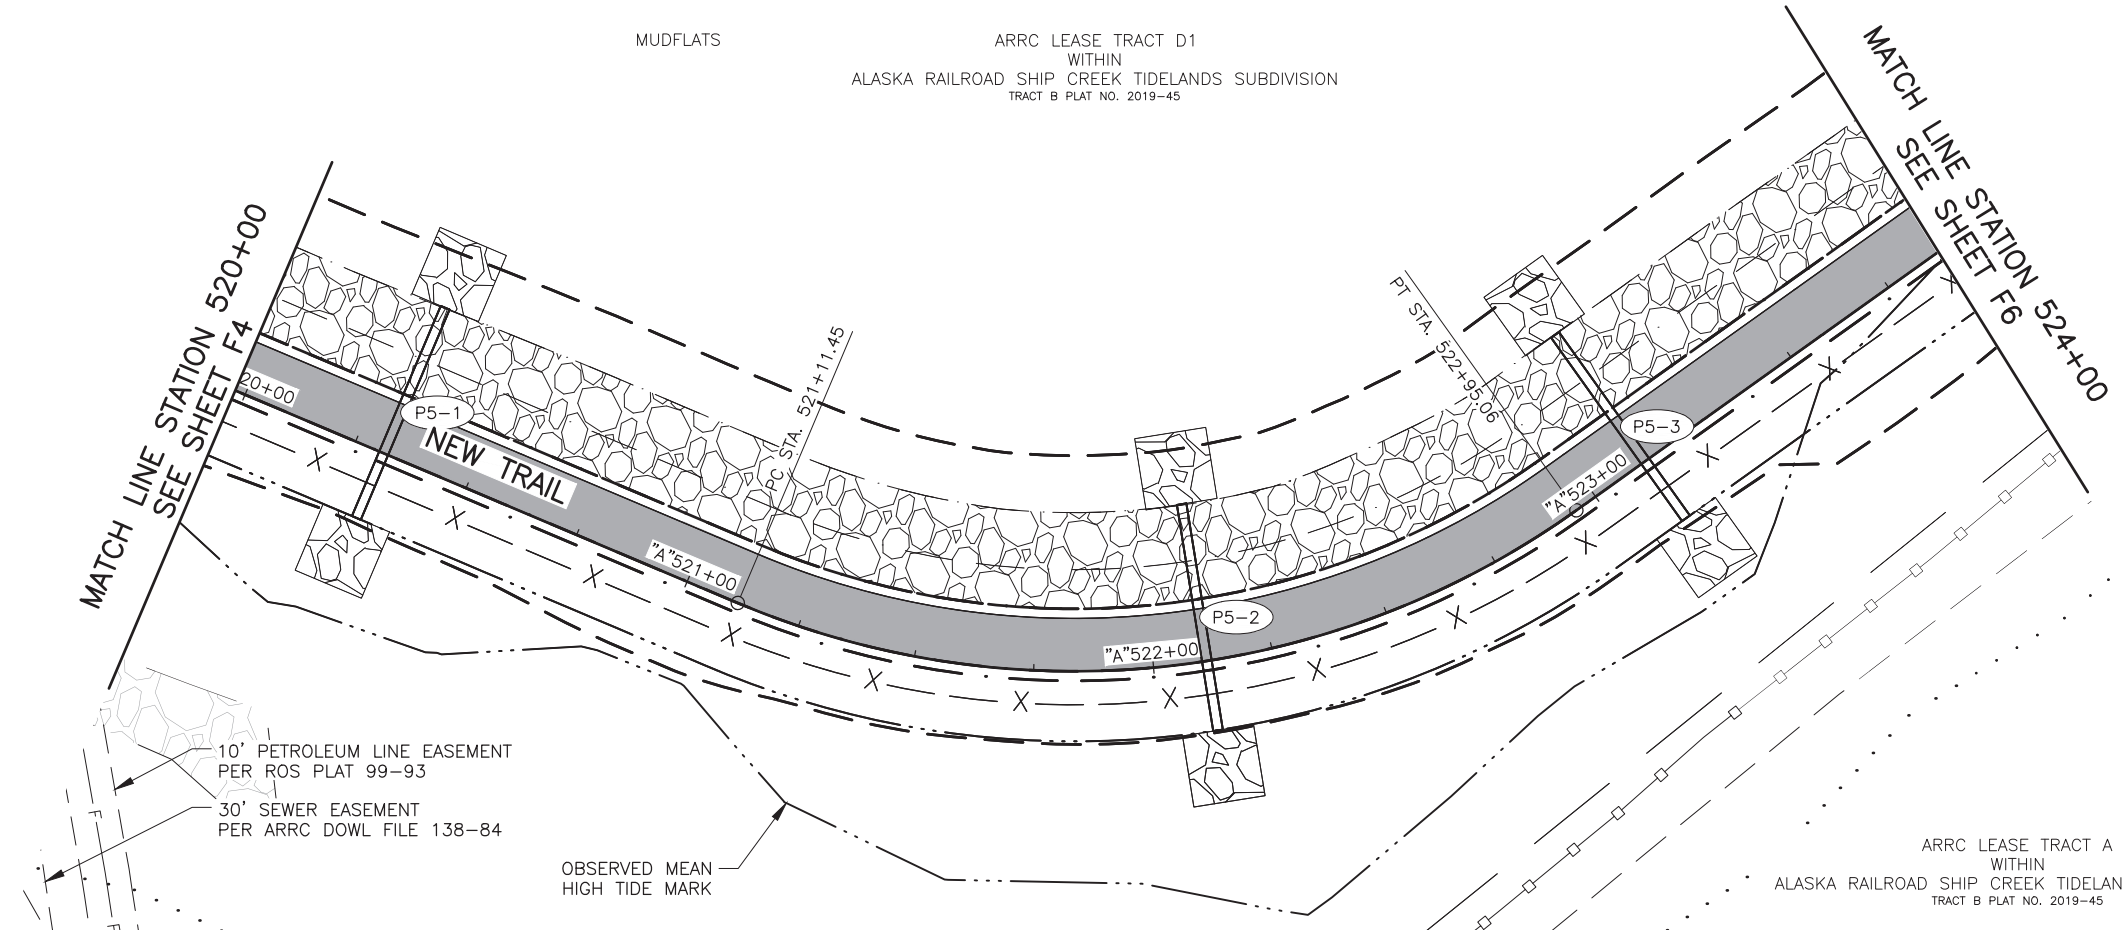 MUDFLATS
ARRC LEASE TRACT D1
WITHIN
ALASKA RAILROAD SHIP CREEK TIDELANDS SUBDIVISION
TRACT B PLAT NO. 2019-45
MATCH LINE STATION 520+00
SEE SHEET F4
MATCH LINE STATION 524+00
SEE SHEET F6
20+00
P5-1
NEW TRAIL
"A"521+00
PC STA. 521+11.45
"A"522+00
P5-2
PT STA. 522+95.06
"A"523+00
P5-3
X
X
X
X
X
X
X
X
X
X
X
X
X
10' PETROLEUM LINE EASEMENT
PER ROS PLAT 99-93
30' SEWER EASEMENT
PER ARRC DOWL FILE 138-84
OBSERVED MEAN
HIGH TIDE MARK
F
F
ARRC LEASE TRACT A
WITHIN
ALASKA RAILROAD SHIP CREEK TIDELAN
TRACT B PLAT NO. 2019-45